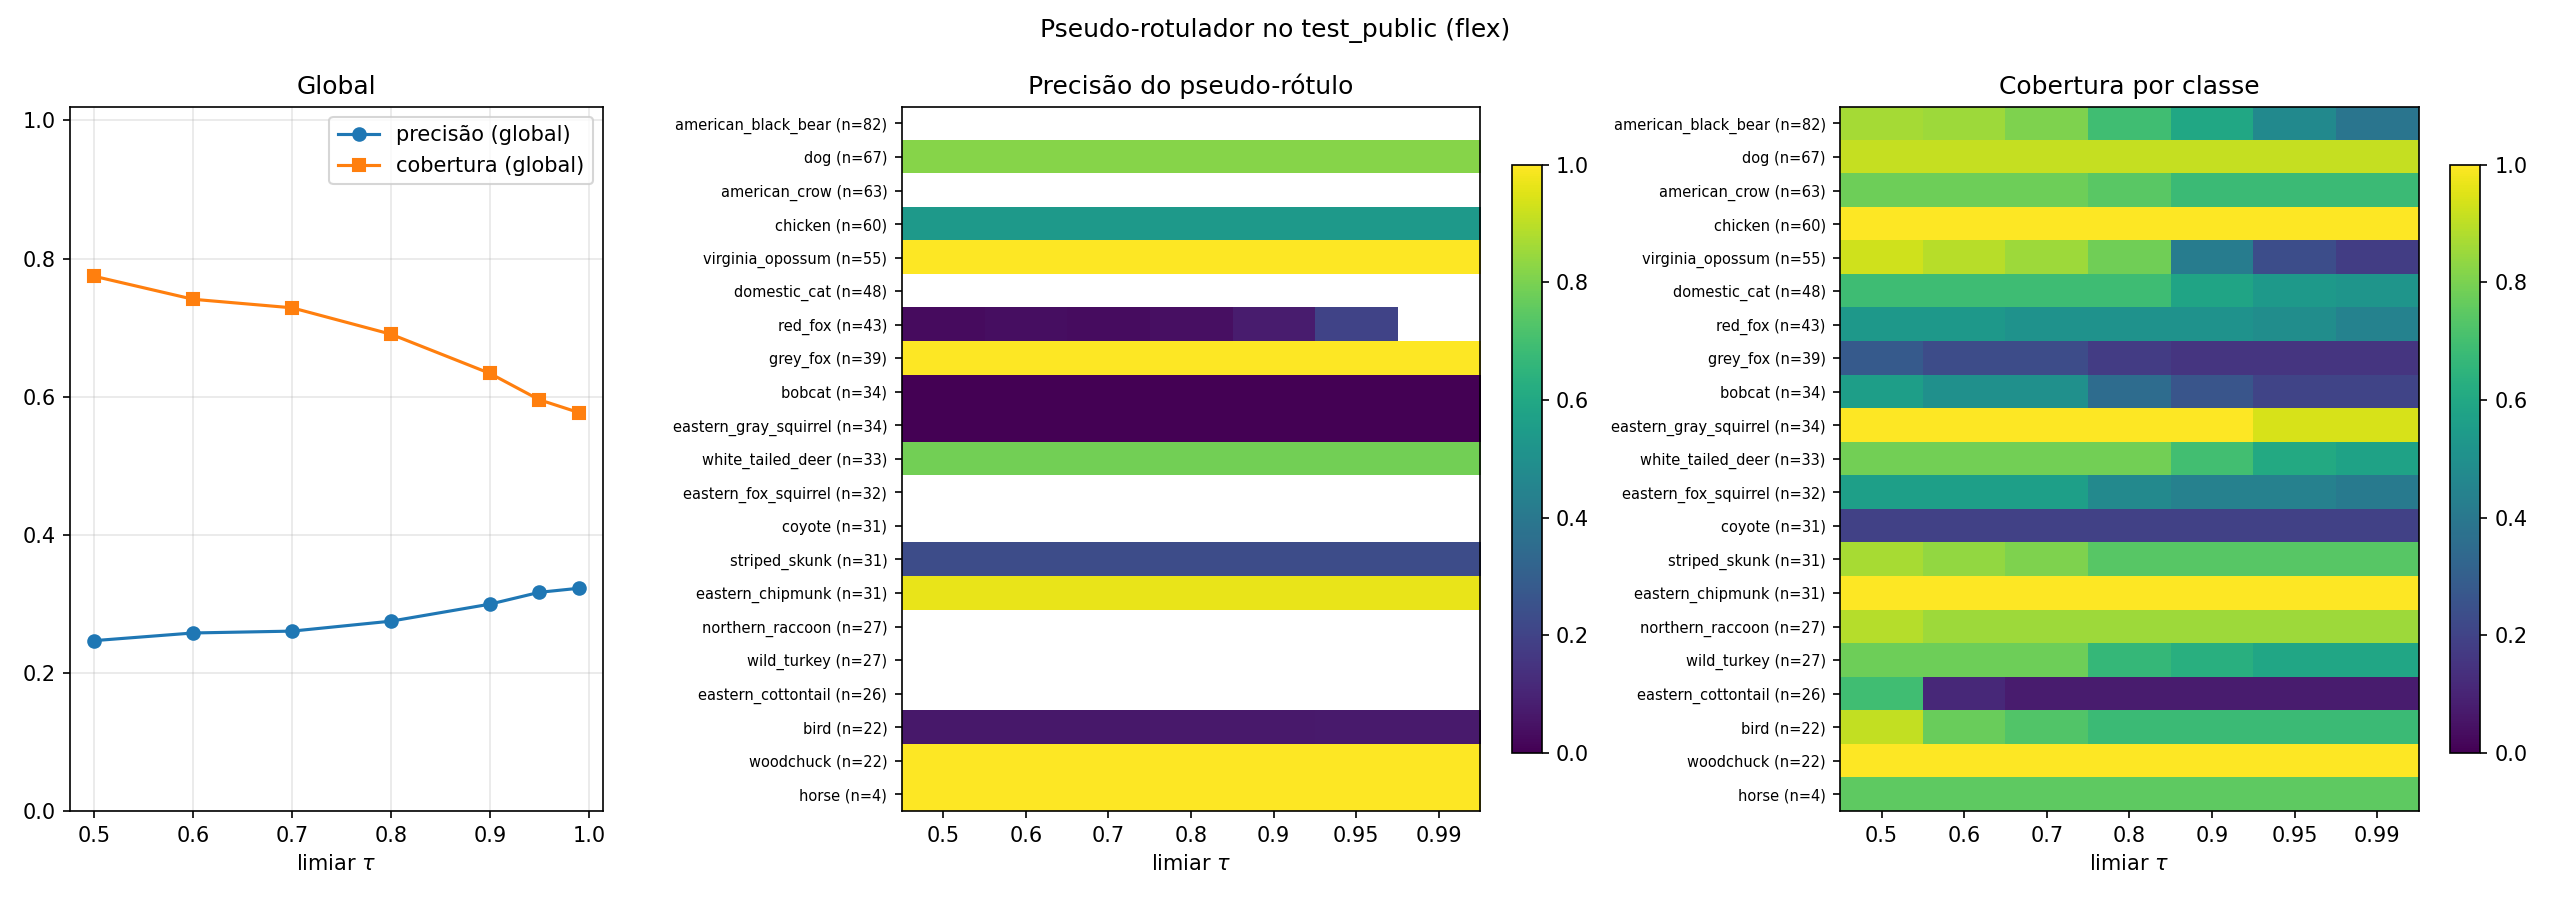 Pseudo-rotulador no test_public (flex)
Global
precisão (global)
cobertura (global)
1.0
0.8
0.6
0.4
0.2
0.0
0.5 0.6 0.7 0.8 0.9 1.0
limiar τ
Precisão do pseudo-rótulo
american_black_bear (n=82)
dog (n=67)
american_crow (n=63)
chicken (n=60)
virginia_opossum (n=55)
domestic_cat (n=48)
red_fox (n=43)
grey_fox (n=39)
bobcat (n=34)
eastern_gray_squirrel (n=34)
white_tailed_deer (n=33)
eastern_fox_squirrel (n=32)
coyote (n=31)
striped_skunk (n=31)
eastern_chipmunk (n=31)
northern_raccoon (n=27)
wild_turkey (n=27)
eastern_cottontail (n=26)
bird (n=22)
woodchuck (n=22)
horse (n=4)
0.5 0.6 0.7 0.8 0.9 0.95 0.99
limiar τ
1.0
0.8
0.6
0.4
0.2
0.0
Cobertura por classe
american_black_bear (n=82)
dog (n=67)
american_crow (n=63)
chicken (n=60)
virginia_opossum (n=55)
domestic_cat (n=48)
red_fox (n=43)
grey_fox (n=39)
bobcat (n=34)
eastern_gray_squirrel (n=34)
white_tailed_deer (n=33)
eastern_fox_squirrel (n=32)
coyote (n=31)
striped_skunk (n=31)
eastern_chipmunk (n=31)
northern_raccoon (n=27)
wild_turkey (n=27)
eastern_cottontail (n=26)
bird (n=22)
woodchuck (n=22)
horse (n=4)
0.5 0.6 0.7 0.8 0.9 0.95 0.99
limiar τ
1.0
0.8
0.6
0.4
0.2
0.0